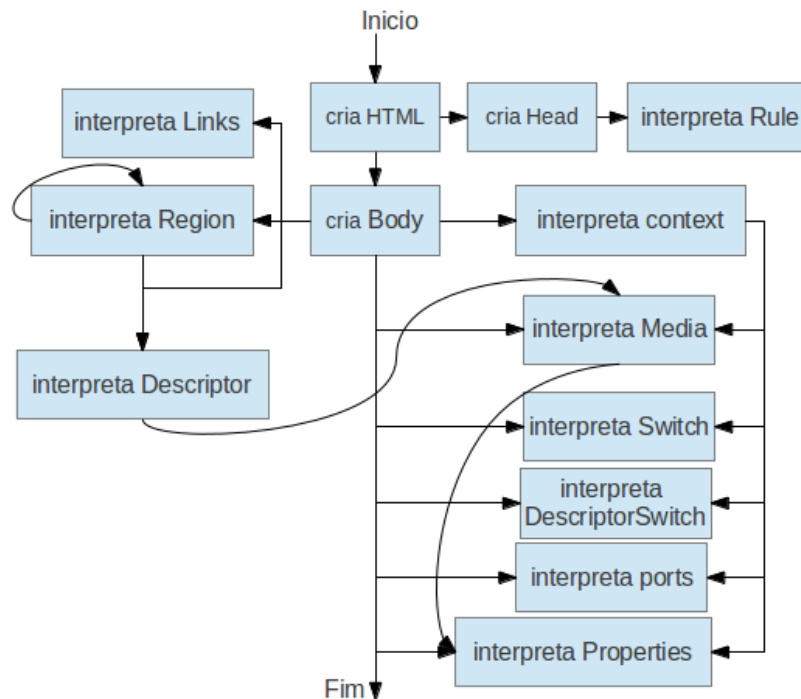 Inicio
interpreta Links
cria HTML
cria Head
interpreta Rule
interpreta Region
cria Body
interpreta context
interpreta Media
interpreta Descriptor
interpreta Switch
interpreta
DescriptorSwitch
interpreta ports
interpreta Properties
Fim